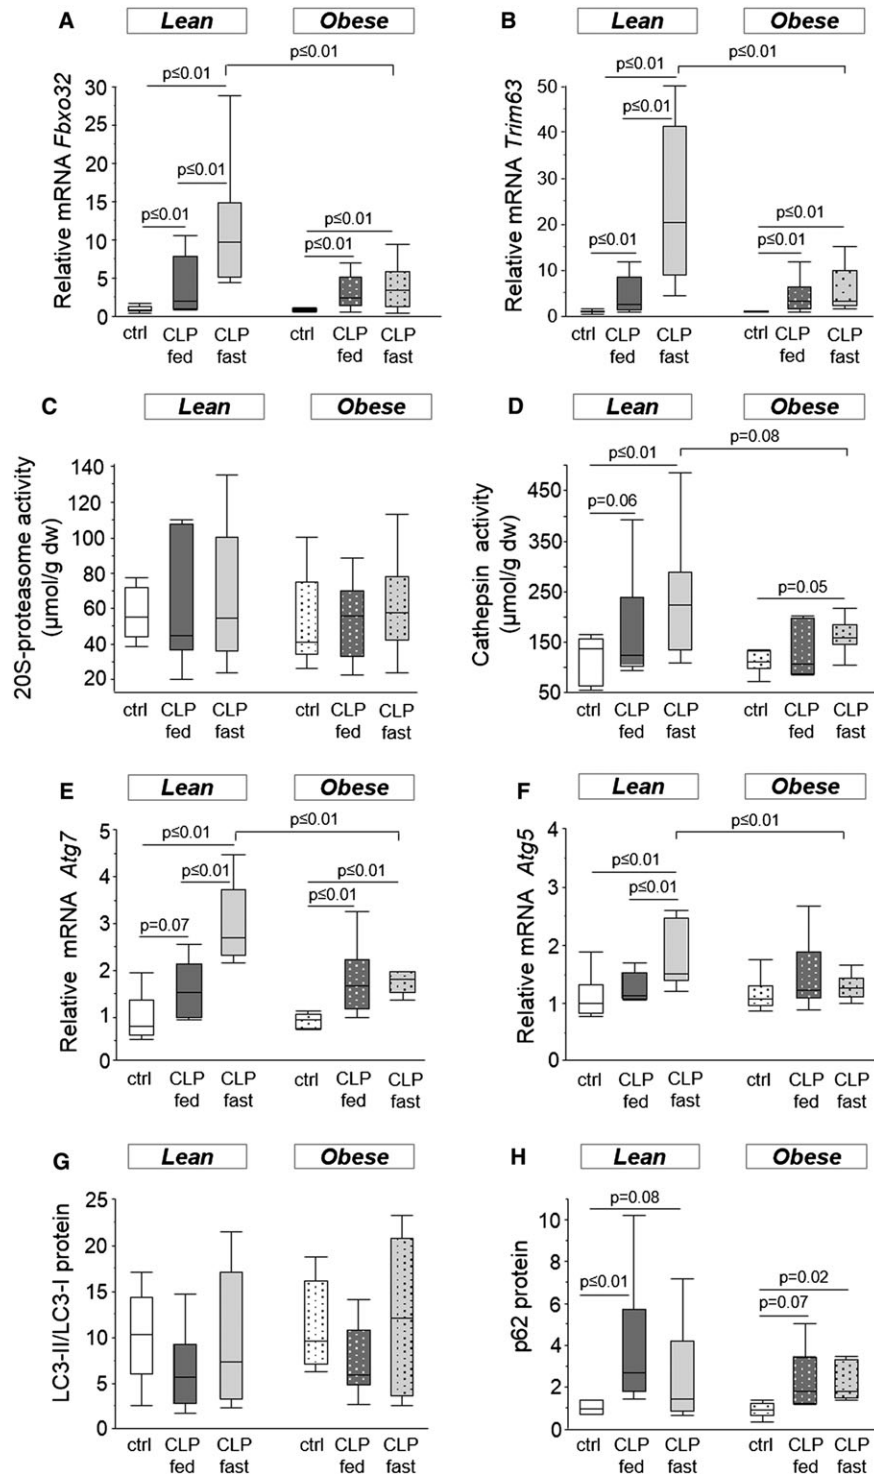 A Lean Obese
Relative mRNA Fbxo32
30
25
20
15
10
5
0
p≤0.01
p≤0.01
p≤0.01
p≤0.01
p≤0.01
p≤0.01
ctrl CLP fed CLP fast ctrl CLP fed CLP fast
B Lean Obese
Relative mRNA Trim63
50
40
30
20
10
0
p≤0.01
p≤0.01
p≤0.01
p≤0.01
p≤0.01
p≤0.01
ctrl CLP fed CLP fast ctrl CLP fed CLP fast
C Lean Obese
20S-proteasome activity
(µmol/g dw)
140
120
100
80
60
40
20
ctrl CLP fed CLP fast ctrl CLP fed CLP fast
D Lean Obese
Cathepsin activity
(µmol/g dw)
450
350
250
150
50
p=0.08
p≤0.01
p=0.06
p=0.05
ctrl CLP fed CLP fast ctrl CLP fed CLP fast
E Lean Obese
Relative mRNA Atg7
5
4
3
2
1
0
p≤0.01
p≤0.01
p≤0.01
p≤0.01
p≤0.01
p=0.07
ctrl CLP fed CLP fast ctrl CLP fed CLP fast
F Lean Obese
Relative mRNA Atg5
4
3
2
1
0
p≤0.01
p≤0.01
p≤0.01
ctrl CLP fed CLP fast ctrl CLP fed CLP fast
G Lean Obese
LC3-II/LC3-I protein
25
20
15
10
5
0
ctrl CLP fed CLP fast ctrl CLP fed CLP fast
H Lean Obese
p62 protein
10
8
6
4
2
0
p=0.08
p≤0.01
p=0.02
p=0.07
ctrl CLP fed CLP fast ctrl CLP fed CLP fast